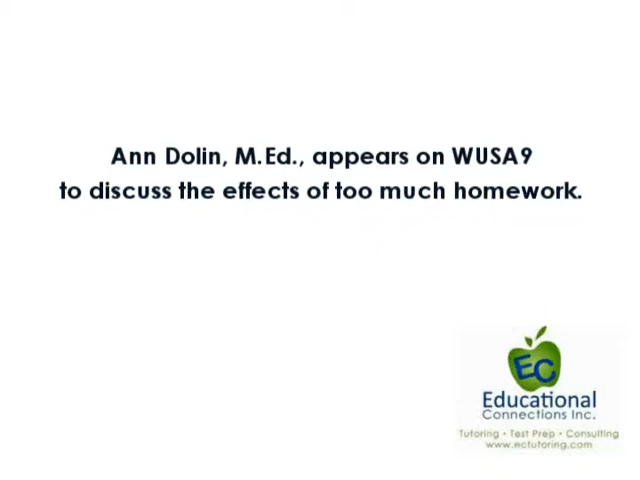 Ann Dolin, M.Ed., appears on WUSA9
to discuss the effects of too much homework.
EC
Educational
Connections Inc.
Tutoring • Test Prep • Consulting
www.ectutoring.com